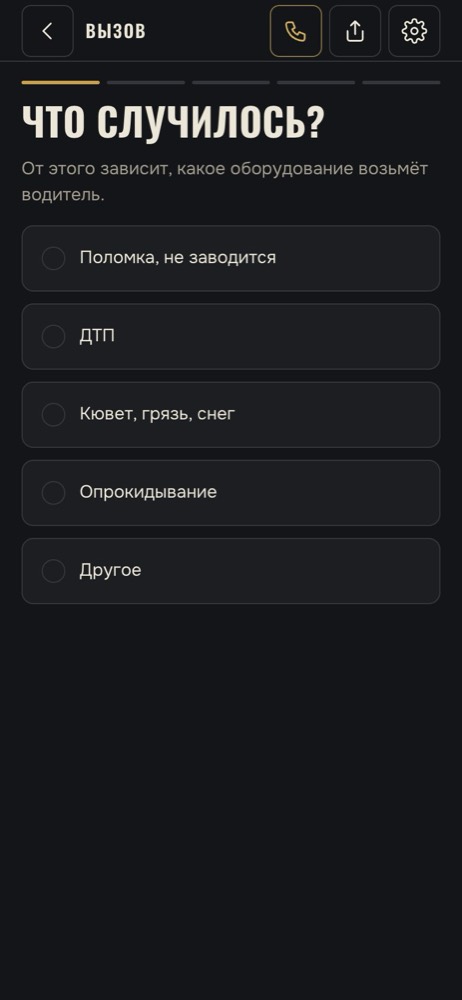 ВЫЗОВ
ЧТО СЛУЧИЛОСЬ?
От этого зависит, какое оборудование возьмёт
водитель.
Поломка, не заводится
ДТП
Кювет, грязь, снег
Опрокидывание
Другое